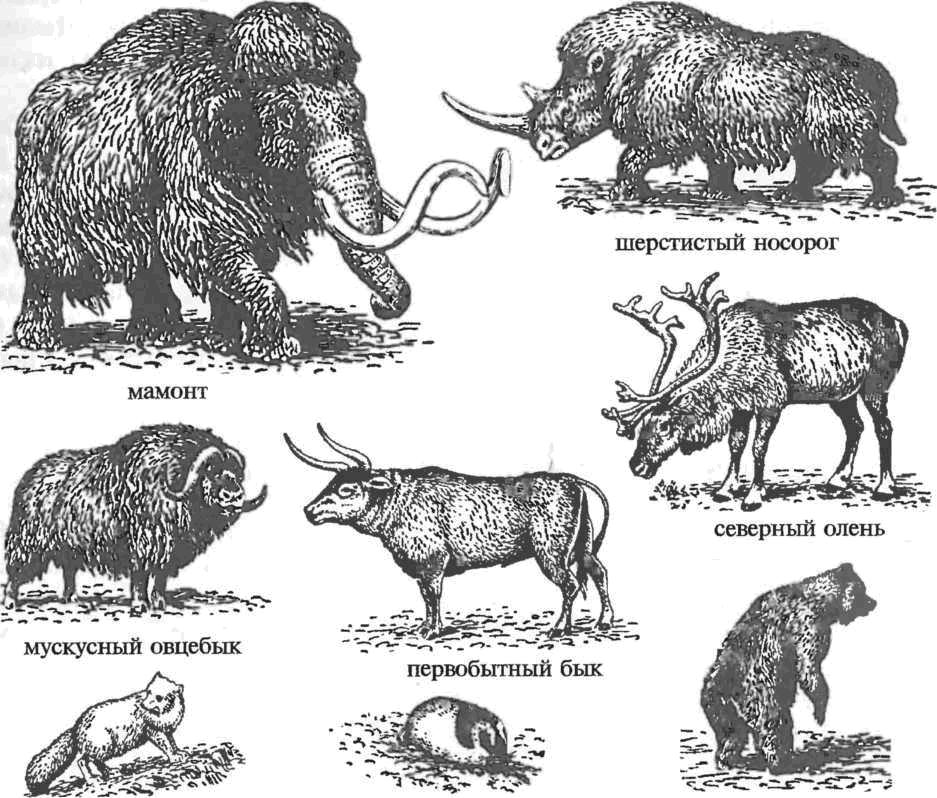 шерстистый носорог
мамонт
северный олень
мускусный овцебык
первобытный бык